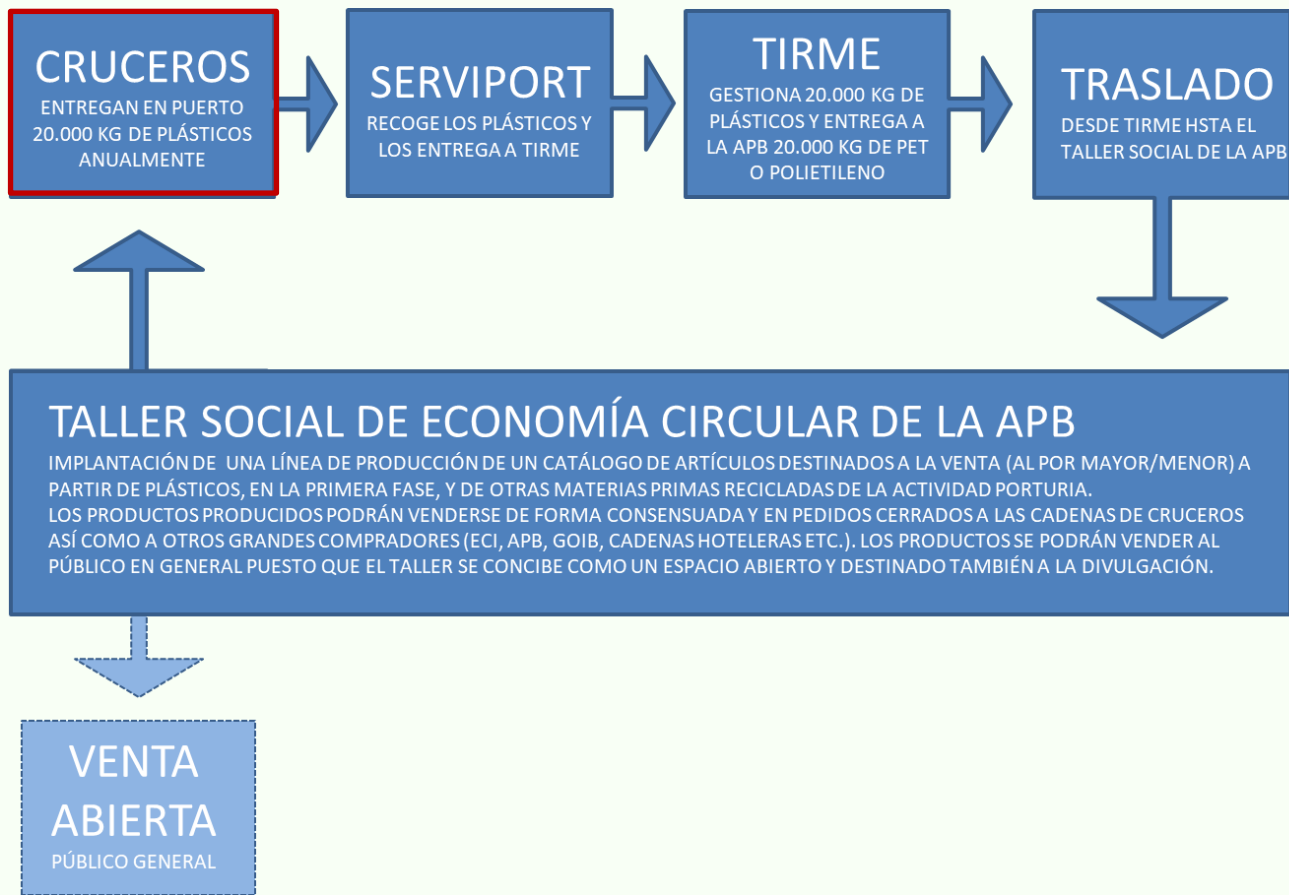 CRUCEROS
ENTREGAN EN PUERTO
20.000 KG DE PLÁSTICOS
ANUALMENTE
SERVIPORT
RECOGE LOS PLÁSTICOS Y
LOS ENTREGA A TIRME
TIRME
GESTIONA 20.000 KG DE
PLÁSTICOS Y ENTREGA A
LA APB 20.000 KG DE PET
O POLIETILENO
TRASLADO
DESDE TIRME HSTA EL
TALLER SOCIAL DE LA APB
TALLER SOCIAL DE ECONOMÍA CIRCULAR DE LA APB
IMPLANTACIÓN DE UNA LÍNEA DE PRODUCCIÓN DE UN CATÁLOGO DE ARTÍCULOS DESTINADOS A LA VENTA (AL POR MAYOR/MENOR) A
PARTIR DE PLÁSTICOS, EN LA PRIMERA FASE, Y DE OTRAS MATERIAS PRIMAS RECICLADAS DE LA ACTIVIDAD PORTURIA.
LOS PRODUCTOS PRODUCIDOS PODRÁN VENDERSE DE FORMA CONSENSUADA Y EN PEDIDOS CERRADOS A LAS CADENAS DE CRUCEROS
ASÍ COMO A OTROS GRANDES COMPRADORES (ECI, APB, GOIB, CADENAS HOTELERAS ETC.). LOS PRODUCTOS SE PODRÁN VENDER AL
PÚBLICO EN GENERAL PUESTO QUE EL TALLER SE CONCIBE COMO UN ESPACIO ABIERTO Y DESTINADO TAMBIÉN A LA DIVULGACIÓN.
VENTA
ABIERTA
PÚBLICO GENERAL